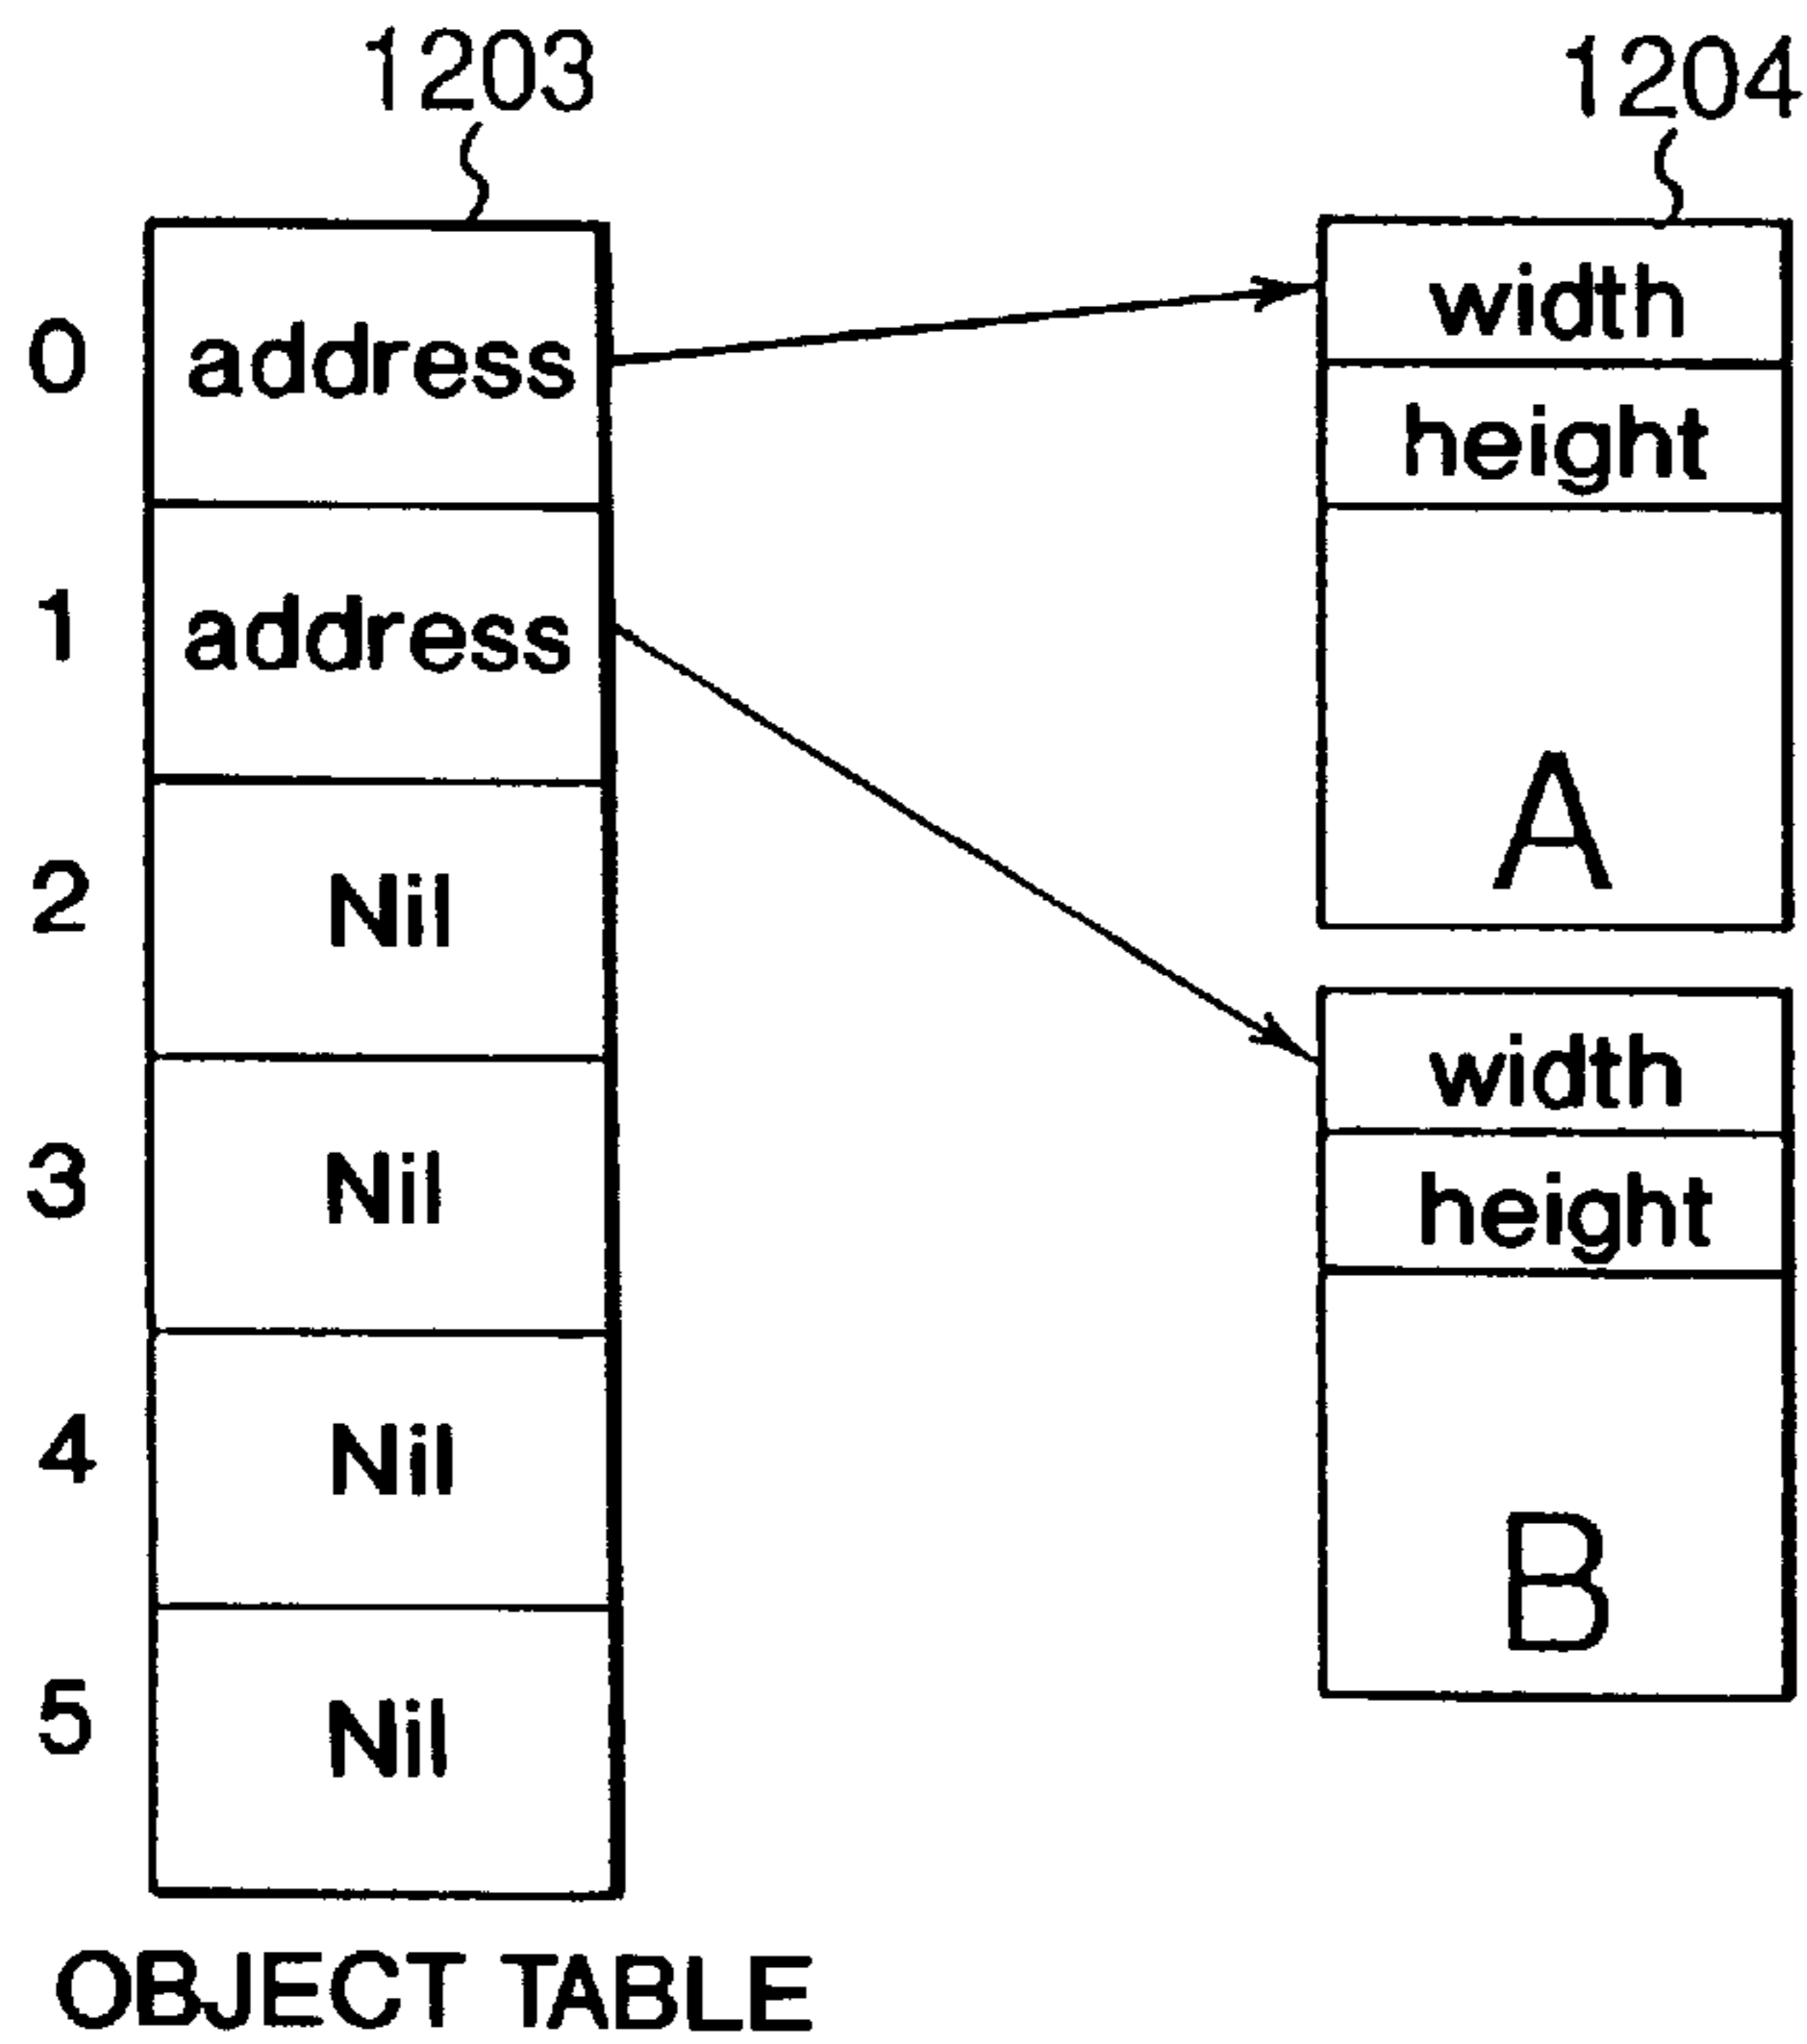 1203
1204
0 address
1 address
2 Nil
3 Nil
4 Nil
5 Nil
OBJECT TABLE
width
height
A
width
height
B